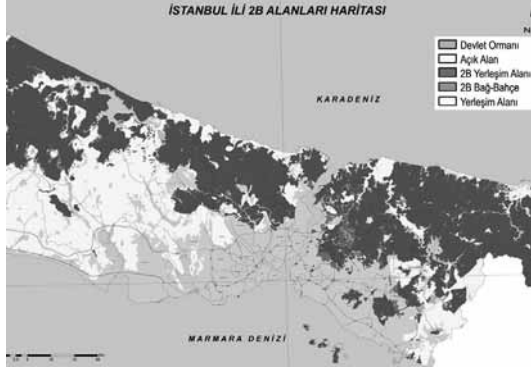 İSTANBUL İLİ 2B ALANLARI HARİTASI
N
Devlet Ormanı
Açık Alan
2B Yerleşim Alanı
2B Bağ-Bahçe
Yerleşim Alanı
KARADENİZ
MARMARA DENİZİ